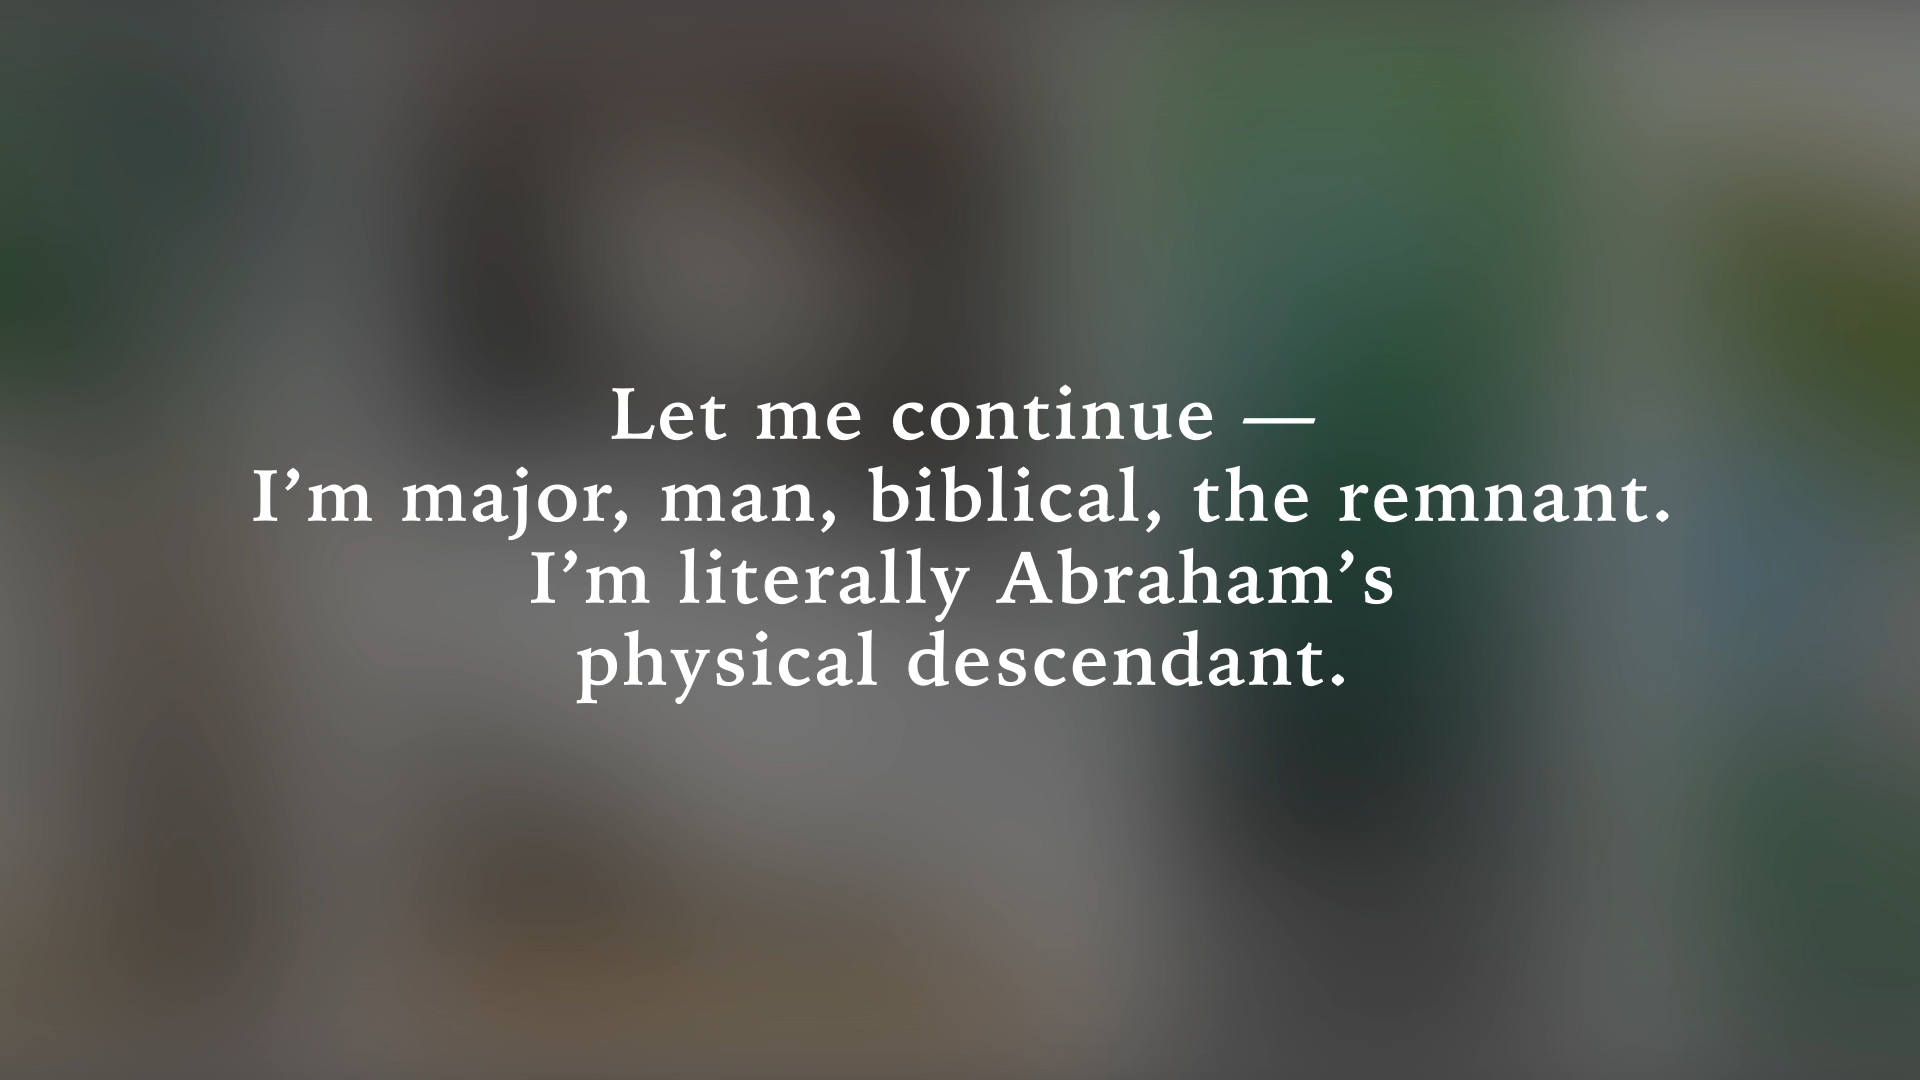 Let me continue —
I’m major, man, biblical, the remnant.
I’m literally Abraham’s
physical descendant.